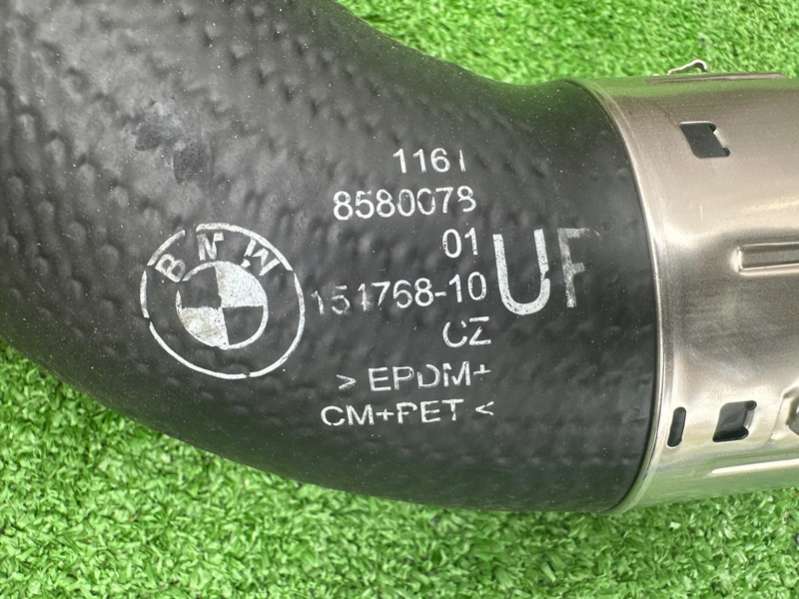 BMW
1161
8580078
01
151768-10
CZ
UF
> EPDM+
CM+PET <